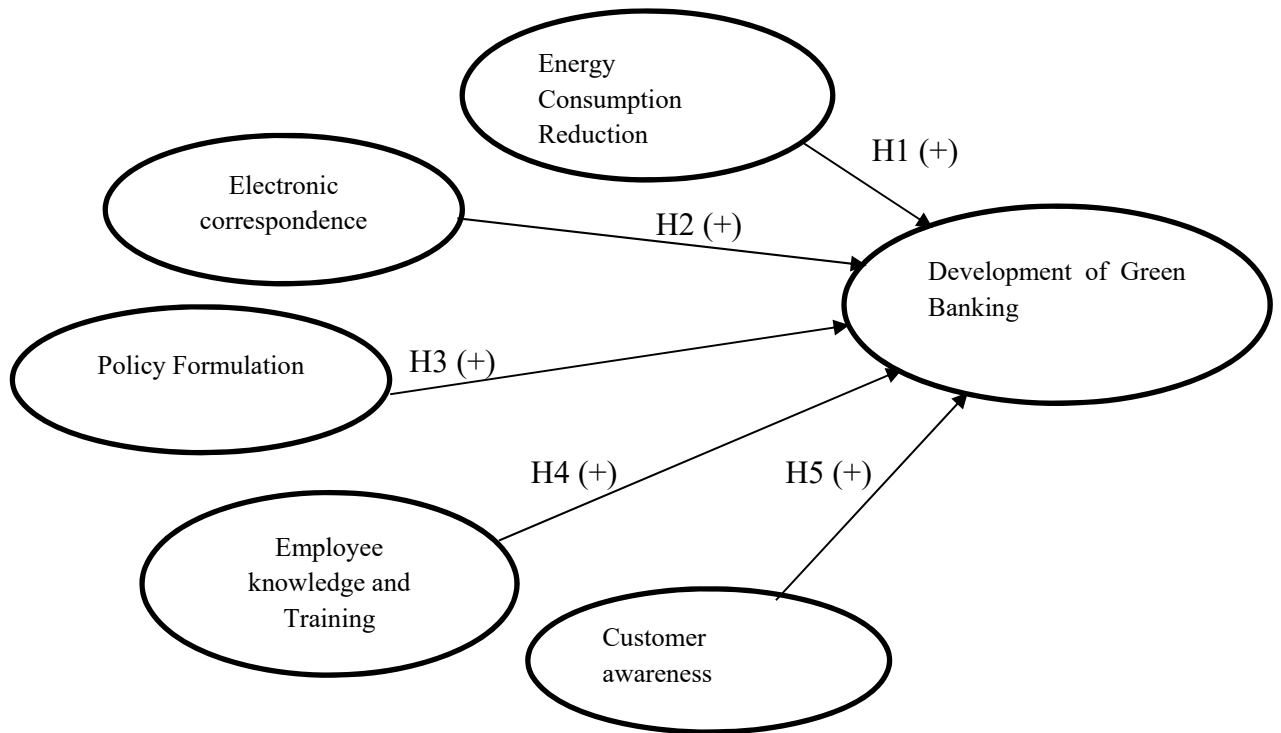 Energy
Consumption
Reduction
H1 (+)
Electronic
correspondence
H2 (+)
Development of Green
Banking
Policy Formulation
H3 (+)
H4 (+)
H5 (+)
Employee
knowledge and
Training
Customer
awareness